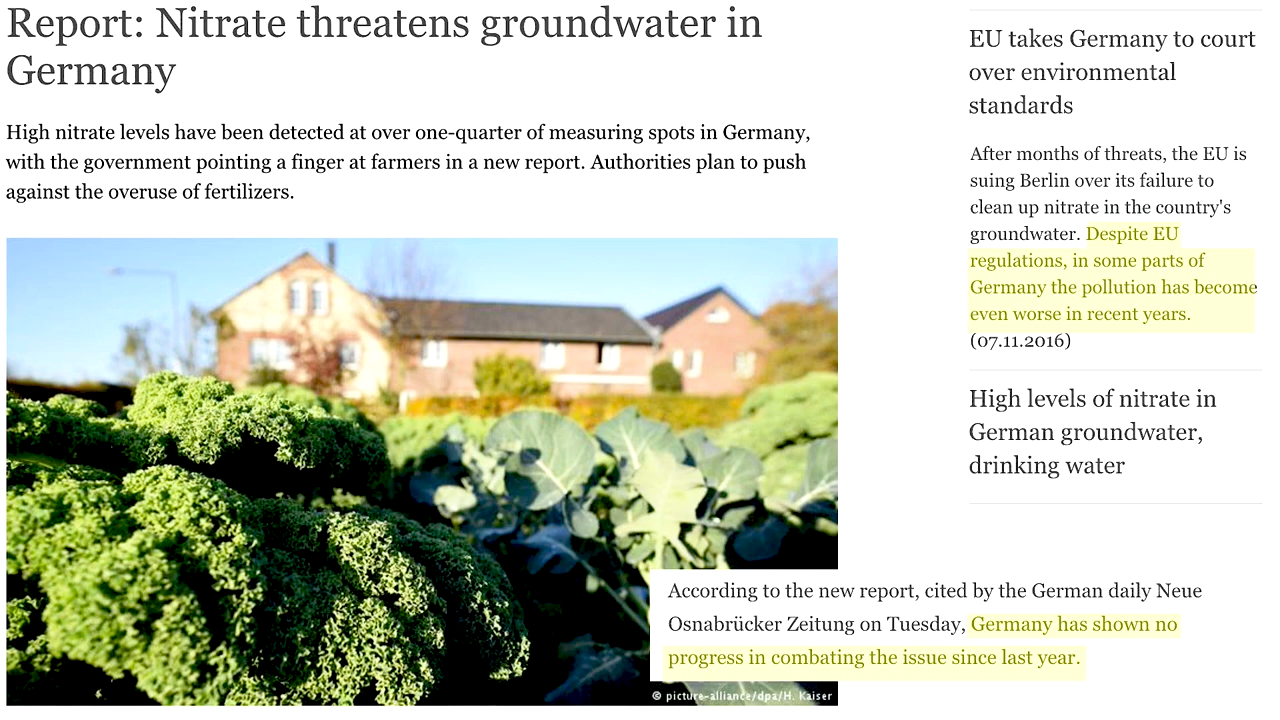 Report: Nitrate threatens groundwater in
Germany
High nitrate levels have been detected at over one-quarter of measuring spots in Germany,
with the government pointing a finger at farmers in a new report. Authorities plan to push
against the overuse of fertilizers.
© picture-alliance/dpa/H. Kaiser
According to the new report, cited by the German daily Neue
Osnabrücker Zeitung on Tuesday, Germany has shown no
progress in combating the issue since last year.
EU takes Germany to court
over environmental
standards
After months of threats, the EU is
suing Berlin over its failure to
clean up nitrate in the country's
groundwater. Despite EU
regulations, in some parts of
Germany the pollution has become
even worse in recent years.
(07.11.2016)
High levels of nitrate in
German groundwater,
drinking water